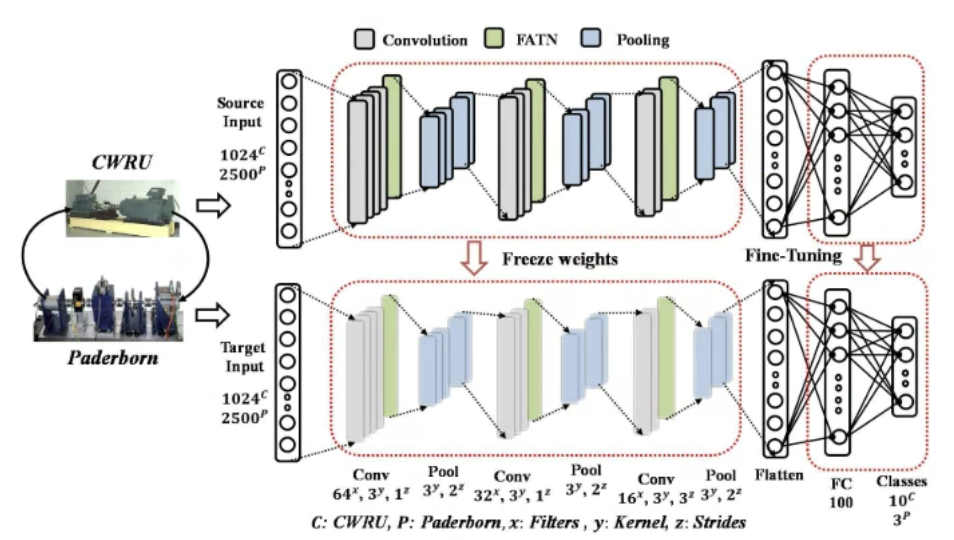 Convolution FATN Pooling
Source
Input
1024^C
2500^P
CWRU
Paderborn
Freeze weights
Fine-Tuning
Target
Input
1024^C
2500^P
Conv
64^x, 3^y, 1^z
Pool
3^y, 2^z
Conv
32^x, 3^y, 1^z
Pool
3^y, 2^z
Conv
16^x, 3^y, 3^z
Pool
3^y, 2^z
Flatten
FC
100
Classes
10^C
3^P
C: CWRU, P: Paderborn, x: Filters , y: Kernel, z: Strides